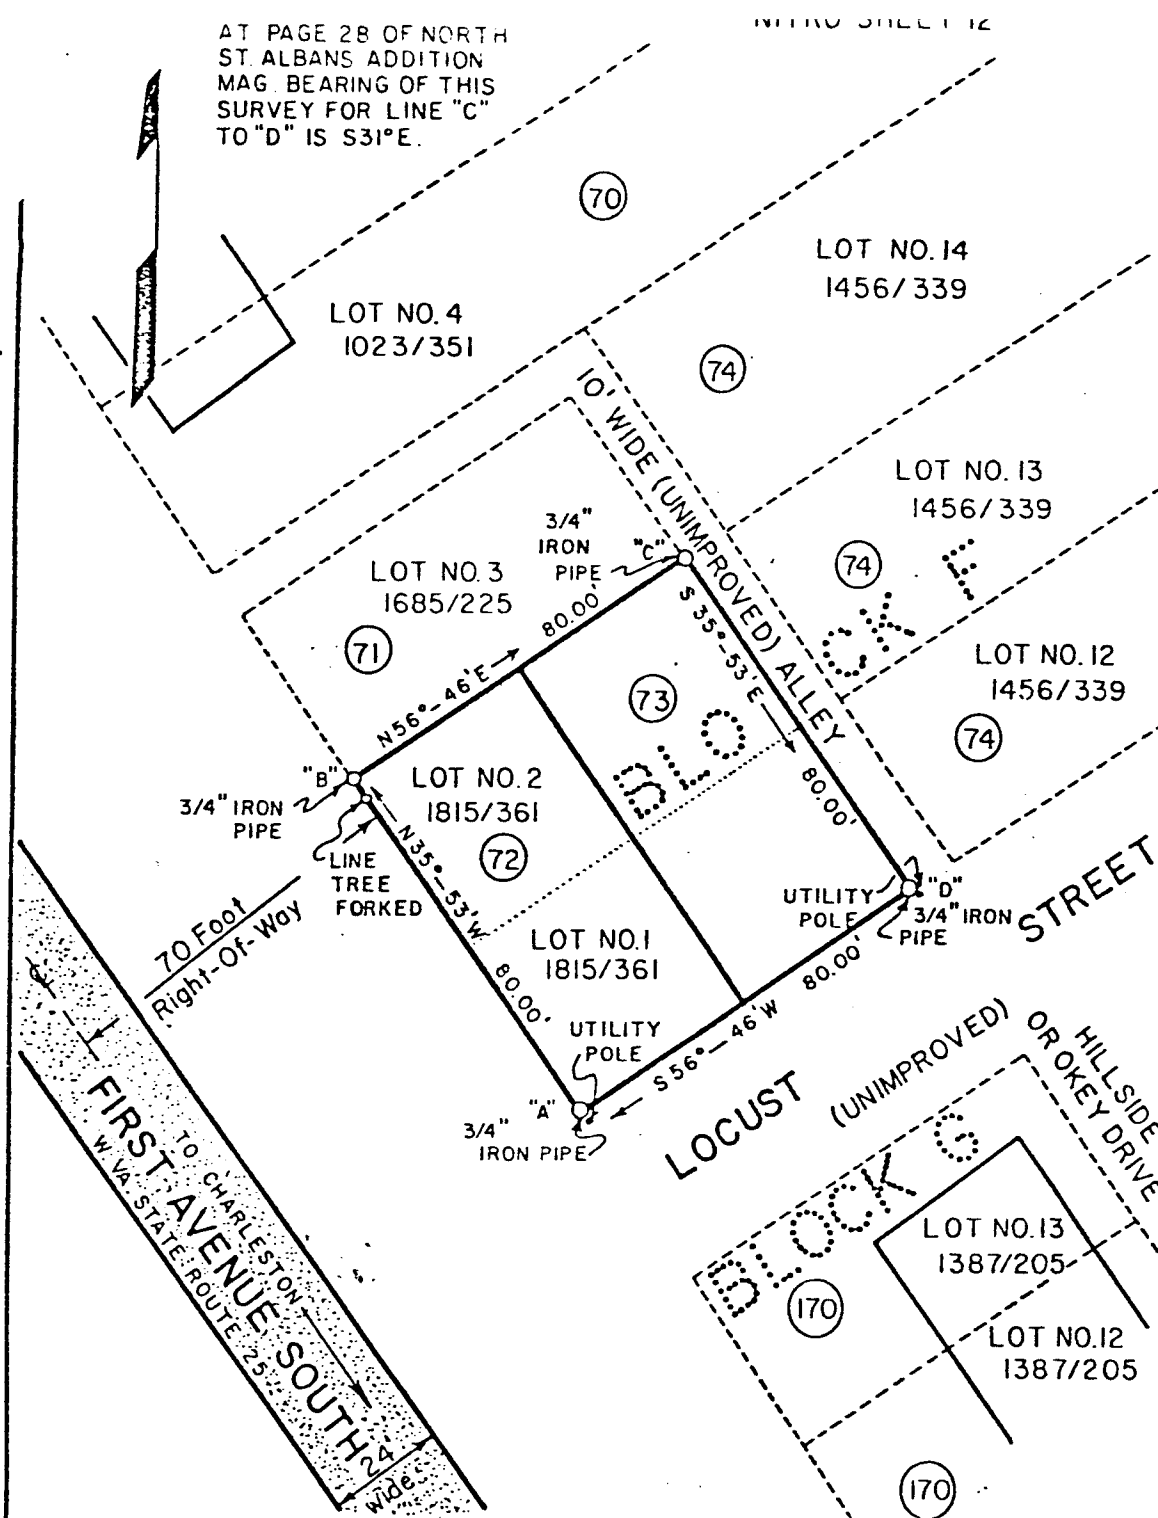 AT PAGE 28 OF NORTH
ST. ALBANS ADDITION
MAG. BEARING OF THIS
SURVEY FOR LINE "C"
TO "D" IS S31°E.
NITRO SHEET 12
70
LOT NO. 14
1456/339
LOT NO. 4
1023/351
74
10' WIDE (UNIMPROVED) ALLEY
LOT NO. 13
1456/339
74
3/4"
IRON
PIPE
"C"
LOT NO. 3
1685/225
71
80.00'
N56°-46'E
S 35°-53'E
80.00'
73
BLOCK F
LOT NO. 12
1456/339
74
"B"
3/4" IRON
PIPE
LOT NO. 2
1815/361
72
LINE
TREE
FORKED
N35°-53'W
80.00'
UTILITY
POLE
"D"
3/4" IRON
PIPE
LOT NO. 1
1815/361
80.00'
S56°-46'W
UTILITY
POLE
"A"
3/4"
IRON PIPE
70 Foot
Right-Of-Way
LOCUST STREET
(UNIMPROVED)
HILLSIDE
OR OKEY DRIVE
BLOCK G
LOT NO. 13
1387/205
170
LOT NO. 12
1387/205
170
TO CHARLESTON
FIRST AVENUE SOUTH
W. VA. STATE ROUTE 25
24
wide